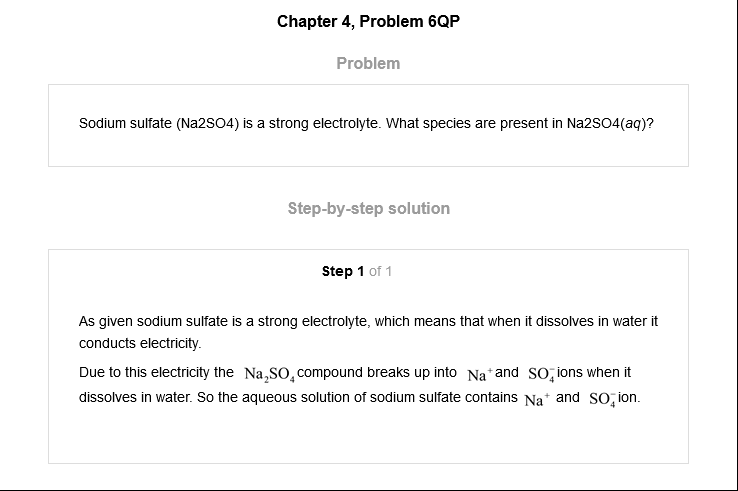 Chapter 4, Problem 6QP
Problem
Sodium sulfate (Na2SO4) is a strong electrolyte. What species are present in Na2SO4(aq)?
Step-by-step solution
Step 1 of 1
As given sodium sulfate is a strong electrolyte, which means that when it dissolves in water it
conducts electricity.
Due to this electricity the Na₂SO₄ compound breaks up into Na⁺ and SO₄⁻ ions when it
dissolves in water. So the aqueous solution of sodium sulfate contains Na⁺ and SO₄⁻ ion.